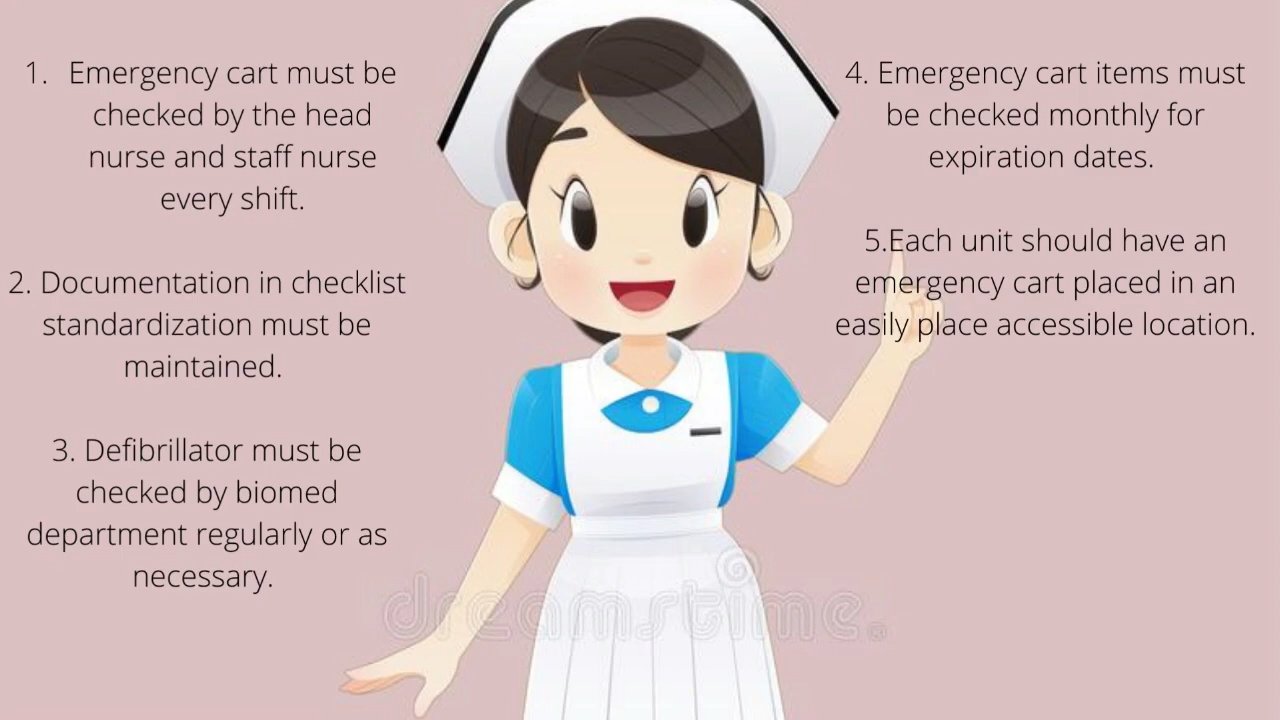 1. Emergency cart must be
checked by the head
nurse and staff nurse
every shift.
2. Documentation in checklist
standardization must be
maintained.
3. Defibrillator must be
checked by biomed
department regularly or as
necessary.
4. Emergency cart items must
be checked monthly for
expiration dates.
5.Each unit should have an
emergency cart placed in an
easily place accessible location.
dreamstime.